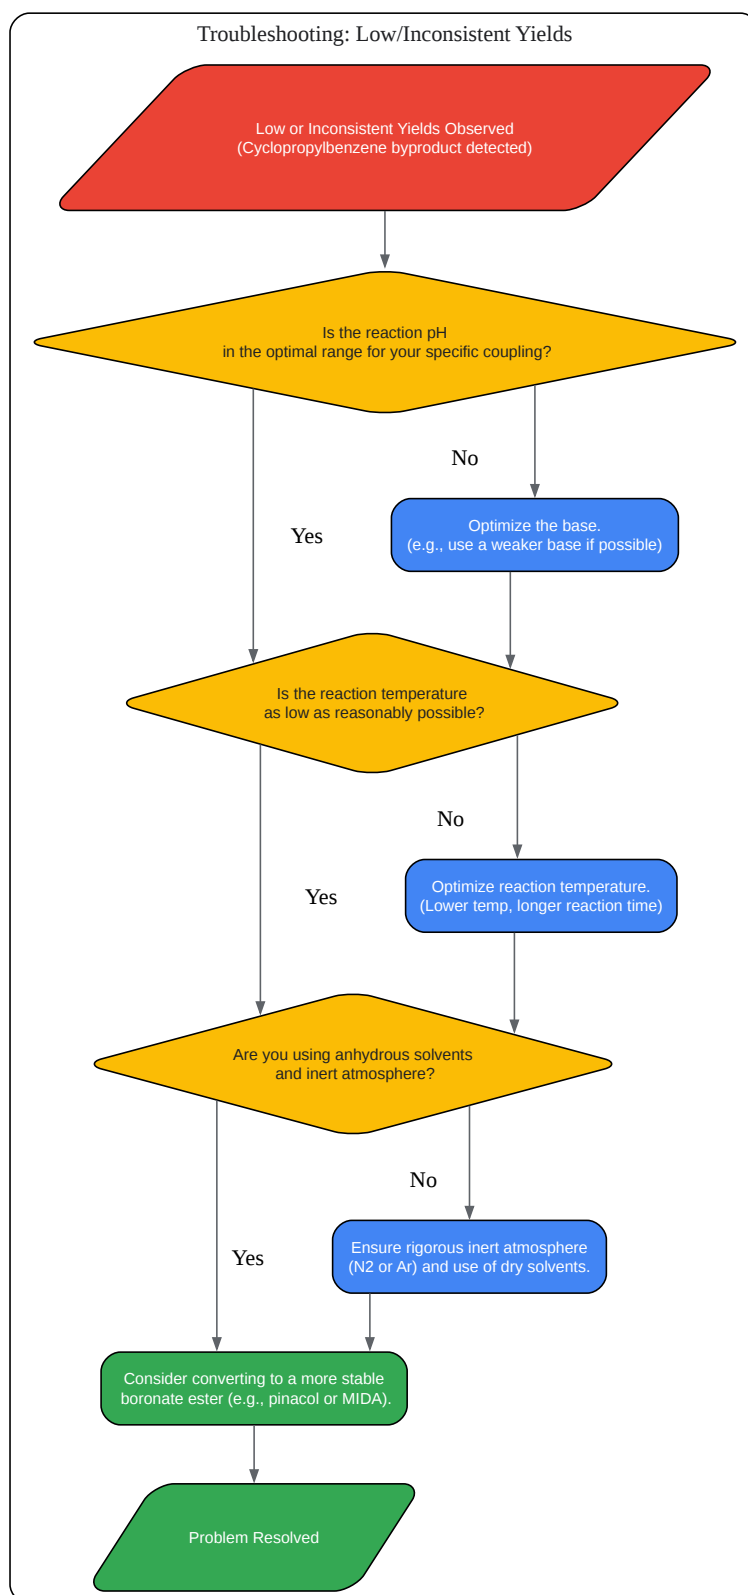 Troubleshooting: Low/Inconsistent Yields
Low or Inconsistent Yields Observed
(Cyclopropylbenzene byproduct detected)
Is the reaction pH
in the optimal range for your specific coupling?
No
Yes
Optimize the base.
(e.g., use a weaker base if possible)
Is the reaction temperature
as low as reasonably possible?
No
Yes
Optimize reaction temperature.
(Lower temp, longer reaction time)
Are you using anhydrous solvents
and inert atmosphere?
No
Yes
Ensure rigorous inert atmosphere
(N2 or Ar) and use of dry solvents.
Consider converting to a more stable
boronate ester (e.g., pinacol or MIDA).
Problem Resolved